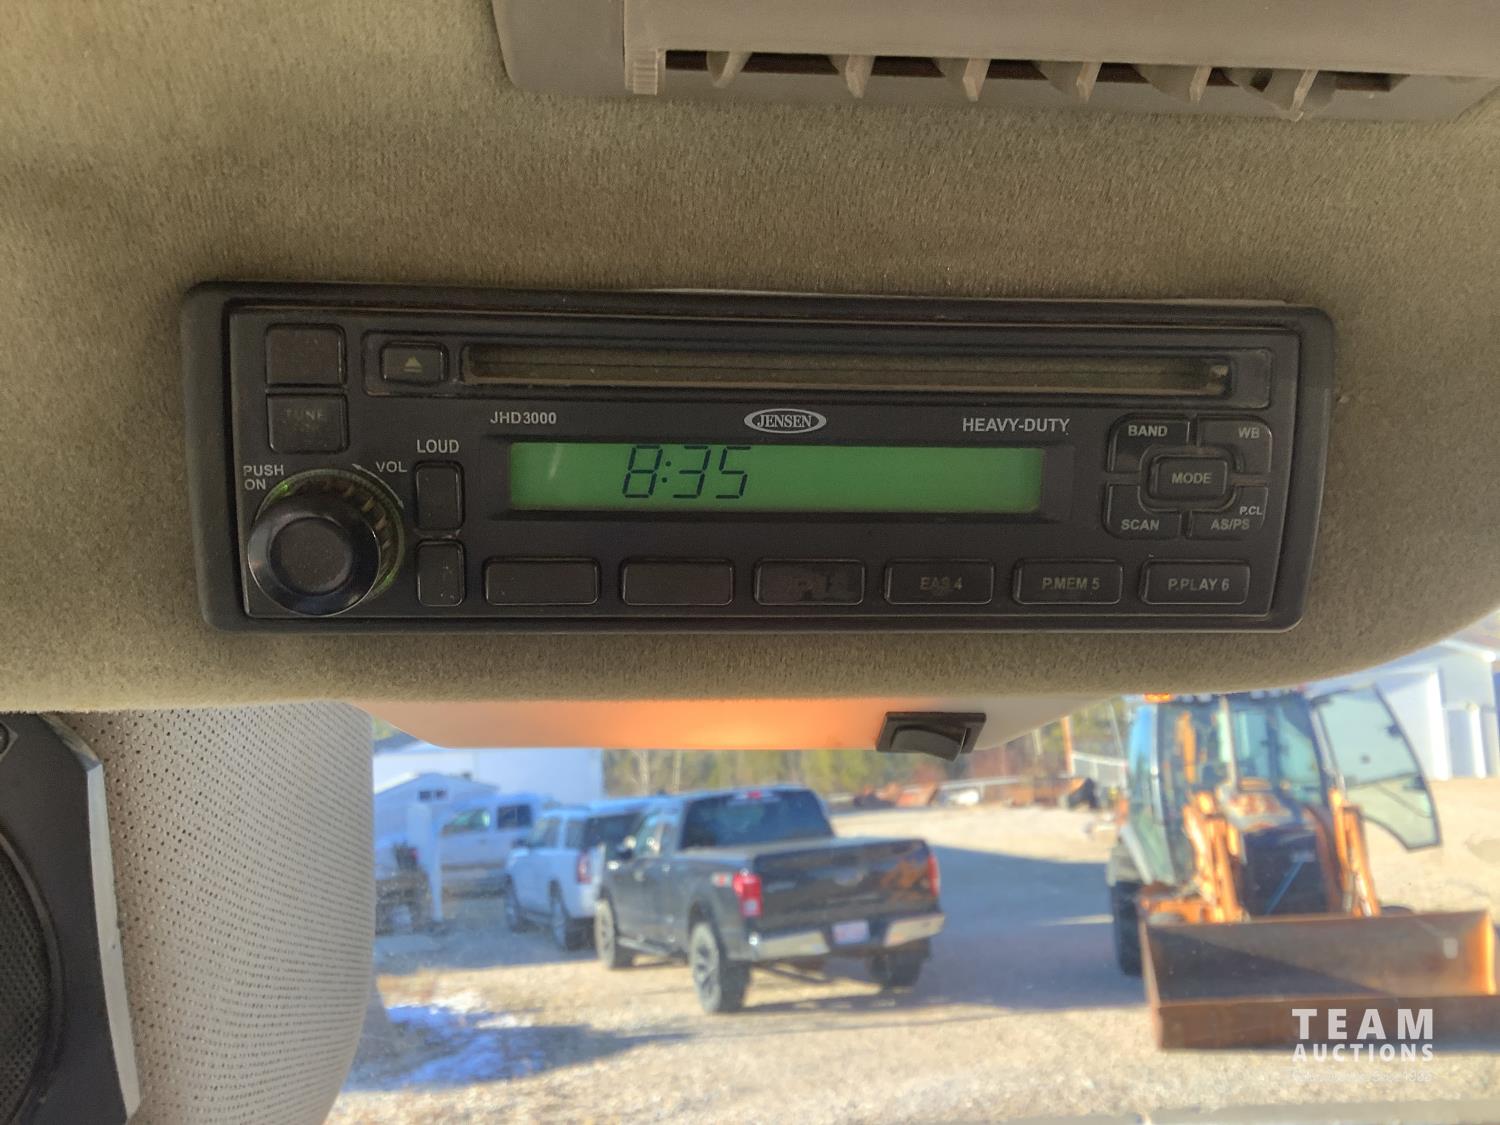 TUNE
JHD3000
JENSEN
HEAVY-DUTY
LOUD
PUSH
ON
VOL
8:35
BAND
WB
MODE
SCAN
P.CL
AS/PS
EAS 4
P.MEM 5
P.PLAY 6
TEAM
AUCTIONS